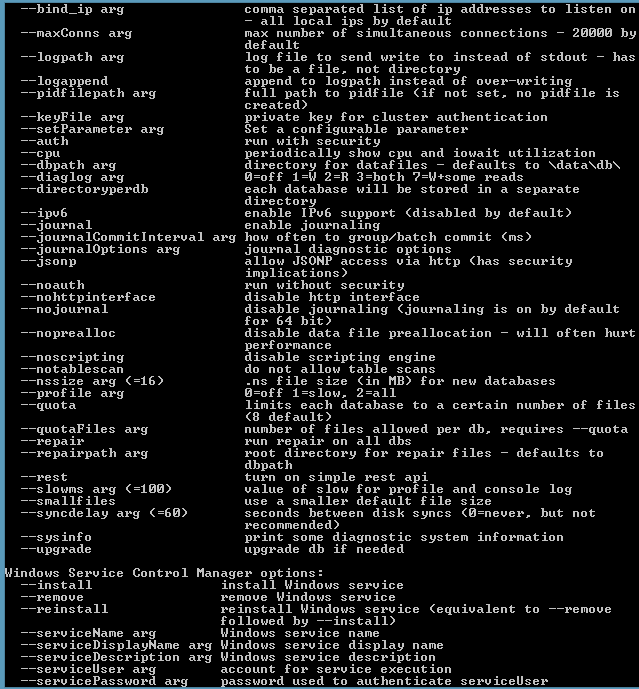 --bind_ip arg comma separated list of ip addresses to listen on
- all local ips by default
--maxConns arg max number of simultaneous connections - 20000 by
default
--logpath arg log file to send write to instead of stdout - has
to be a file, not directory
--logappend append to logpath instead of over-writing
--pidfilepath arg full path to pidfile (if not set, no pidfile is
created)
--keyFile arg private key for cluster authentication
--setParameter arg Set a configurable parameter
--auth run with security
--cpu periodically show cpu and iowait utilization
--dbpath arg directory for datafiles - defaults to \data\db\
--diaglog arg 0=off 1=W 2=R 3=both 7=W+some reads
--directoryperdb each database will be stored in a separate
directory
--ipv6 enable IPv6 support (disabled by default)
--journal enable journaling
--journalCommitInterval arg how often to group/batch commit (ms)
--journalOptions arg journal diagnostic options
--jsonp allow JSONP access via http (has security
implications)
--noauth run without security
--nohttpinterface disable http interface
--nojournal disable journaling (journaling is on by default
for 64 bit)
--noprealloc disable data file preallocation - will often hurt
performance
--noscripting disable scripting engine
--notablescan do not allow table scans
--nssize arg (=16) .ns file size (in MB) for new databases
--profile arg 0=off 1=slow, 2=all
--quota limits each database to a certain number of files
(8 default)
--quotaFiles arg number of files allowed per db, requires --quota
--repair run repair on all dbs
--repairpath arg root directory for repair files - defaults to
dbpath
--rest turn on simple rest api
--slowms arg (=100) value of slow for profile and console log
--smallfiles use a smaller default file size
--syncdelay arg (=60) seconds between disk syncs (0=never, but not
recommended)
--sysinfo print some diagnostic system information
--upgrade upgrade db if needed
Windows Service Control Manager options:
--install install Windows service
--remove remove Windows service
--reinstall reinstall Windows service (equivalent to --remove
followed by --install)
--serviceName arg Windows service name
--serviceDisplayName arg Windows service display name
--serviceDescription arg Windows service description
--serviceUser arg account for service execution
--servicePassword arg password used to authenticate serviceUser